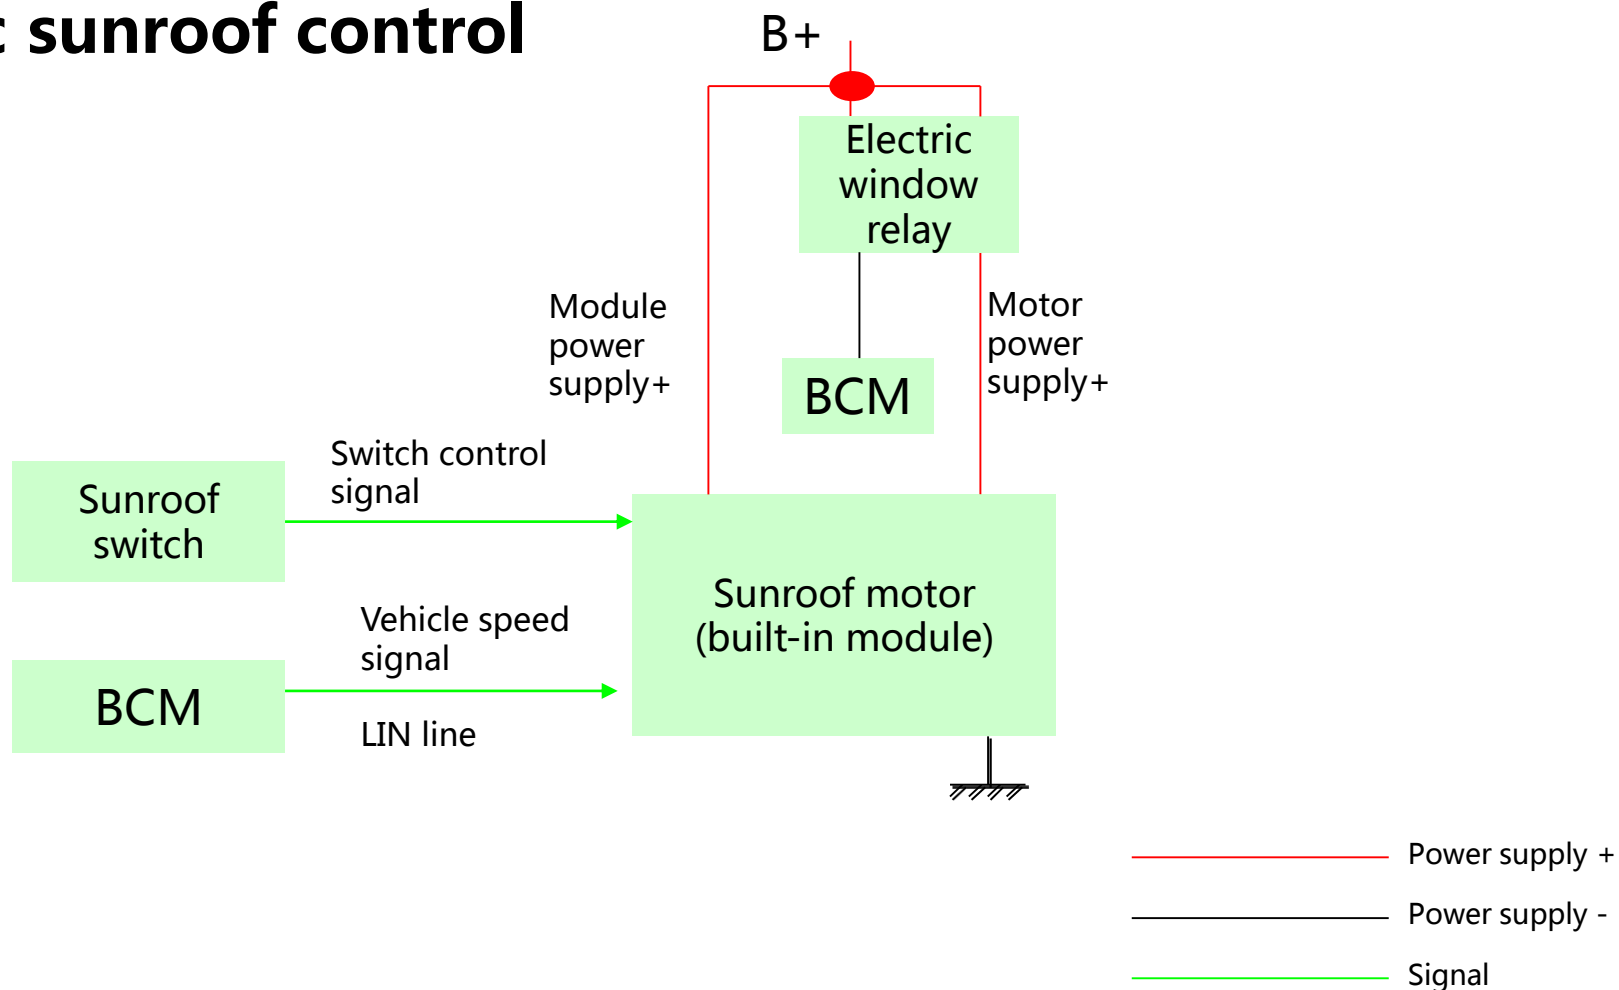 c sunroof control
B+
Electric
window
relay
Module
power
supply+
Motor
power
supply+
BCM
Switch control
signal
Sunroof
switch
Vehicle speed
signal
Sunroof motor
(built-in module)
BCM
LIN line
Power supply +
Power supply -
Signal